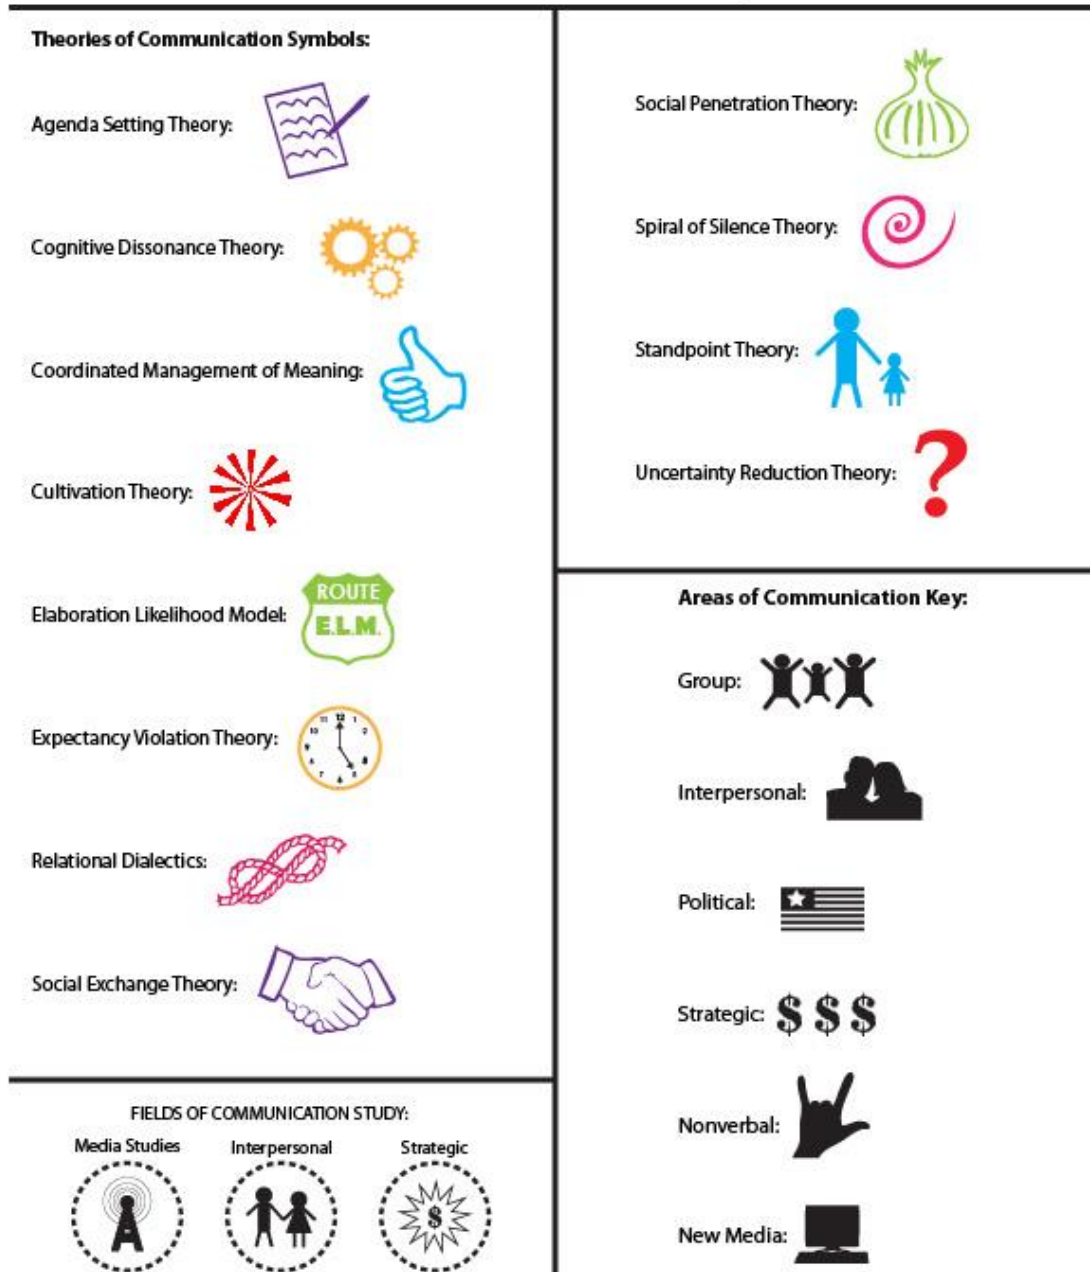 Theories of Communication Symbols:
Agenda Setting Theory:
Cognitive Dissonance Theory:
Coordinated Management of Meaning:
Cultivation Theory:
Elaboration Likelihood Model:
ROUTE
E.L.M.
Expectancy Violation Theory:
Relational Dialectics:
Social Exchange Theory:
FIELDS OF COMMUNICATION STUDY:
Media Studies Interpersonal Strategic
$
Social Penetration Theory:
Spiral of Silence Theory:
Standpoint Theory:
Uncertainty Reduction Theory:
?
Areas of Communication Key:
Group:
Interpersonal:
Political:
Strategic: $ $ $
Nonverbal:
New Media: